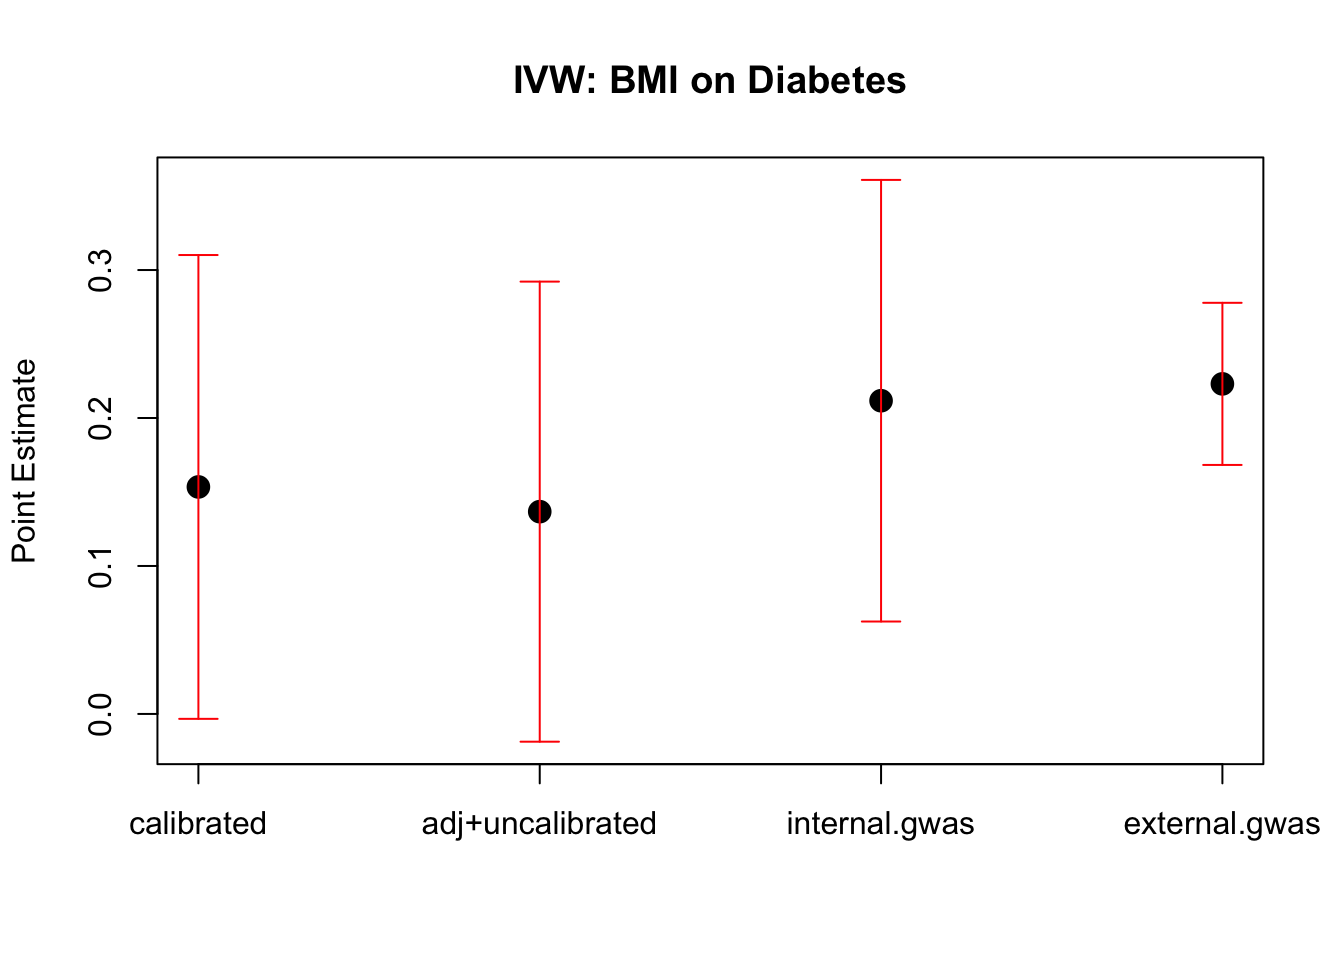 IVW: BMI on Diabetes
Point Estimate
0.3
0.2
0.1
0.0
calibrated
adj+uncalibrated
internal.gwas
external.gwas